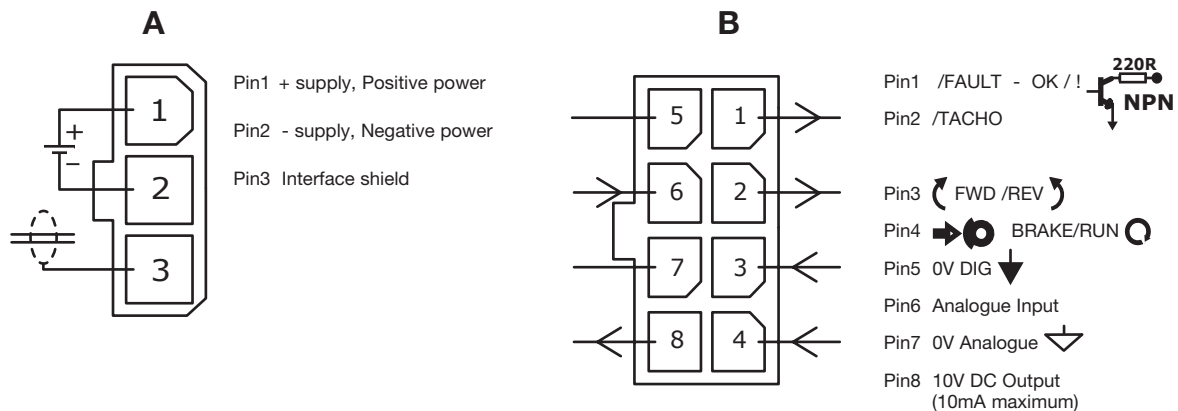 A
1
+
−
2
3
Pin1 + supply, Positive power
Pin2 - supply, Negative power
Pin3 Interface shield
B
5 1
6 2
7 3
8 4
Pin1 /FAULT - OK / !
220R
NPN
Pin2 /TACHO
Pin3 FWD /REV
Pin4 BRAKE/RUN
Pin5 0V DIG
Pin6 Analogue Input
Pin7 0V Analogue
Pin8 10V DC Output
(10mA maximum)